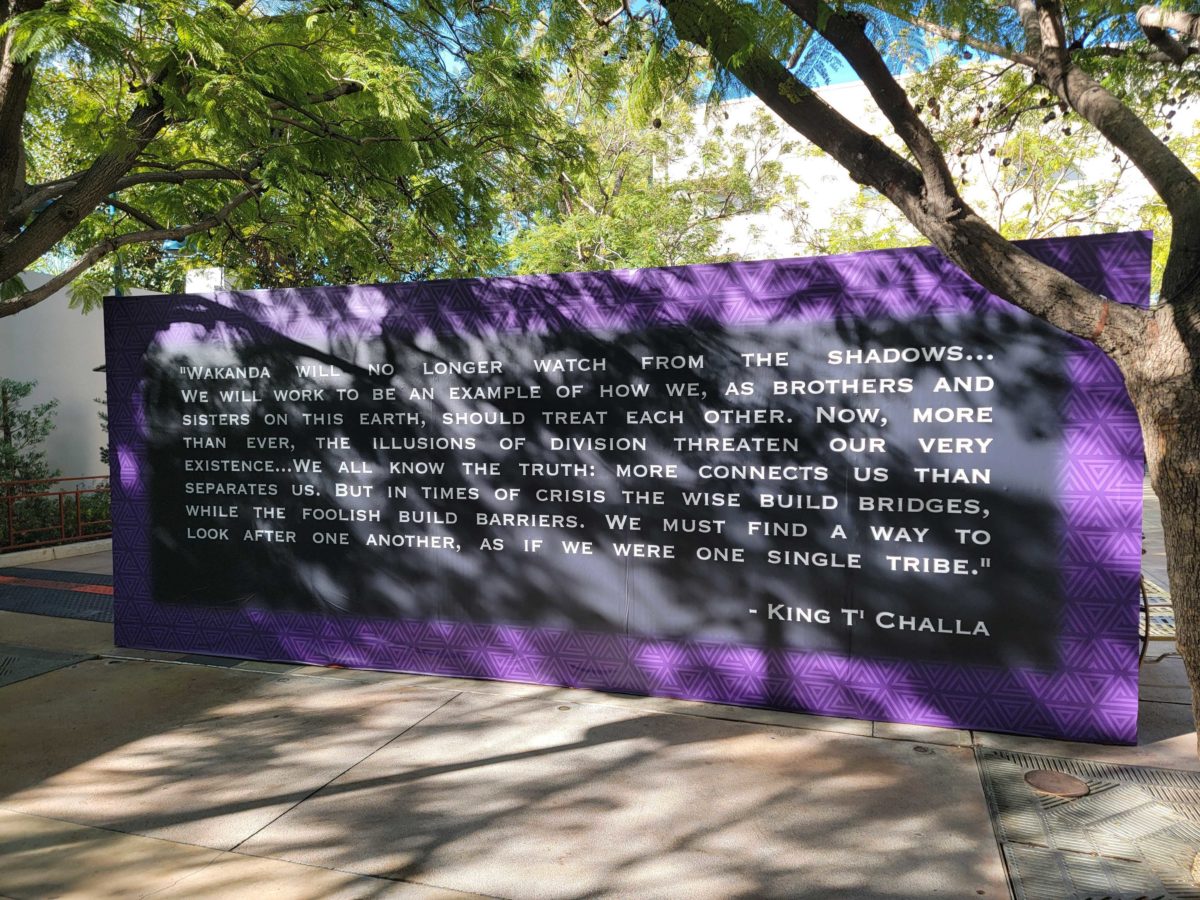 "Wakanda will no longer watch from the shadows...
We will work to be an example of how we, as brothers and
sisters on this earth, should treat each other. Now, more
than ever, the illusions of division threaten our very
existence...We all know the truth: more connects us than
separates us. But in times of crisis the wise build bridges,
while the foolish build barriers. We must find a way to
look after one another, as if we were one single tribe."
- King T' Challa